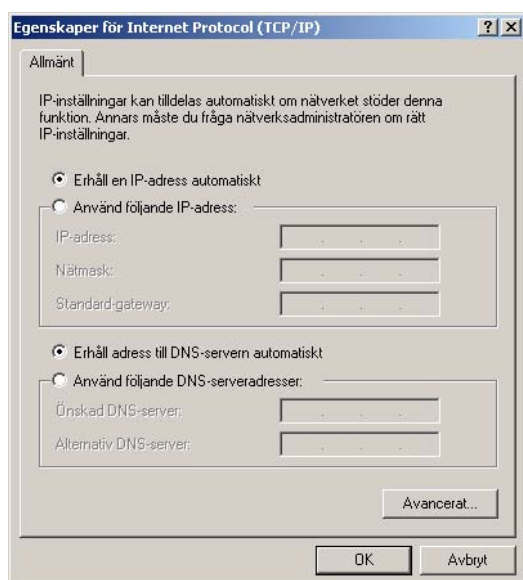 Egenskaper för Internet Protocol (TCP/IP)
Allmänt
IP-inställningar kan tilldelas automatiskt om nätverket stöder denna
funktion. Annars måste du fråga nätverksadministratören om rätt
IP-inställningar.
Erhåll en IP-adress automatiskt
Använd följande IP-adress:
IP-adress:
Nätmask:
Standard-gateway:
Erhåll adress till DNS-servern automatiskt
Använd följande DNS-serveradresser:
Önskad DNS-server:
Alternativ DNS-server:
Avancerat...
OK
Avbryt